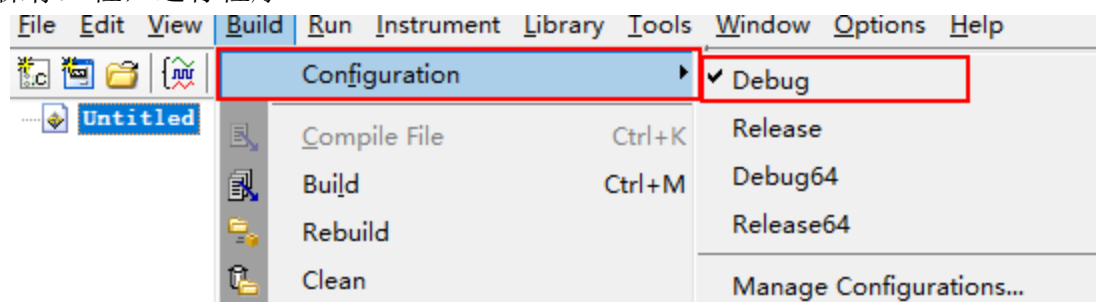 File Edit View Build Run Instrument Library Tools Window Options Help
Configuration
Debug
Untitled
Compile File Ctrl+K
Release
Build Ctrl+M
Debug64
Rebuild
Release64
Clean
Manage Configurations...